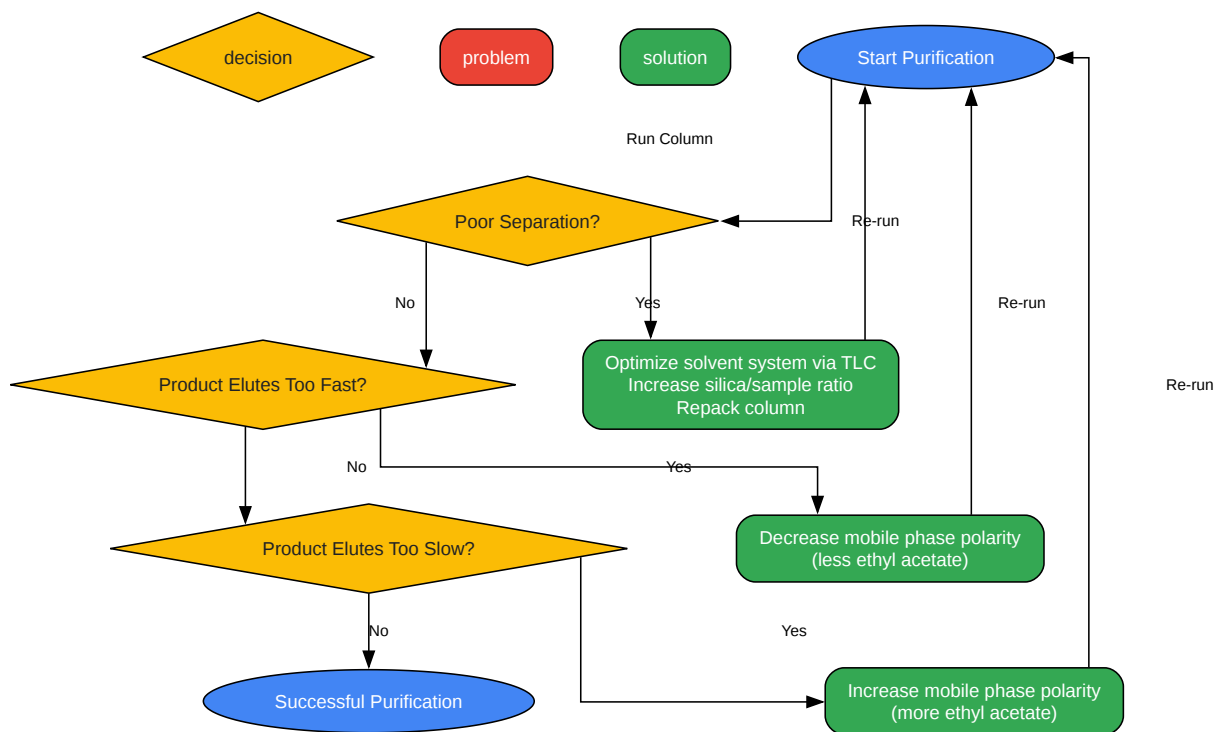 decision
problem
solution
Start Purification
Run Column
Poor Separation?
Re-run
No
Yes
Re-run
Optimize solvent system via TLC
Increase silica/sample ratio
Repack column
Product Elutes Too Fast?
Re-run
No
Yes
Product Elutes Too Slow?
Decrease mobile phase polarity
(less ethyl acetate)
No
Yes
Successful Purification
Increase mobile phase polarity
(more ethyl acetate)